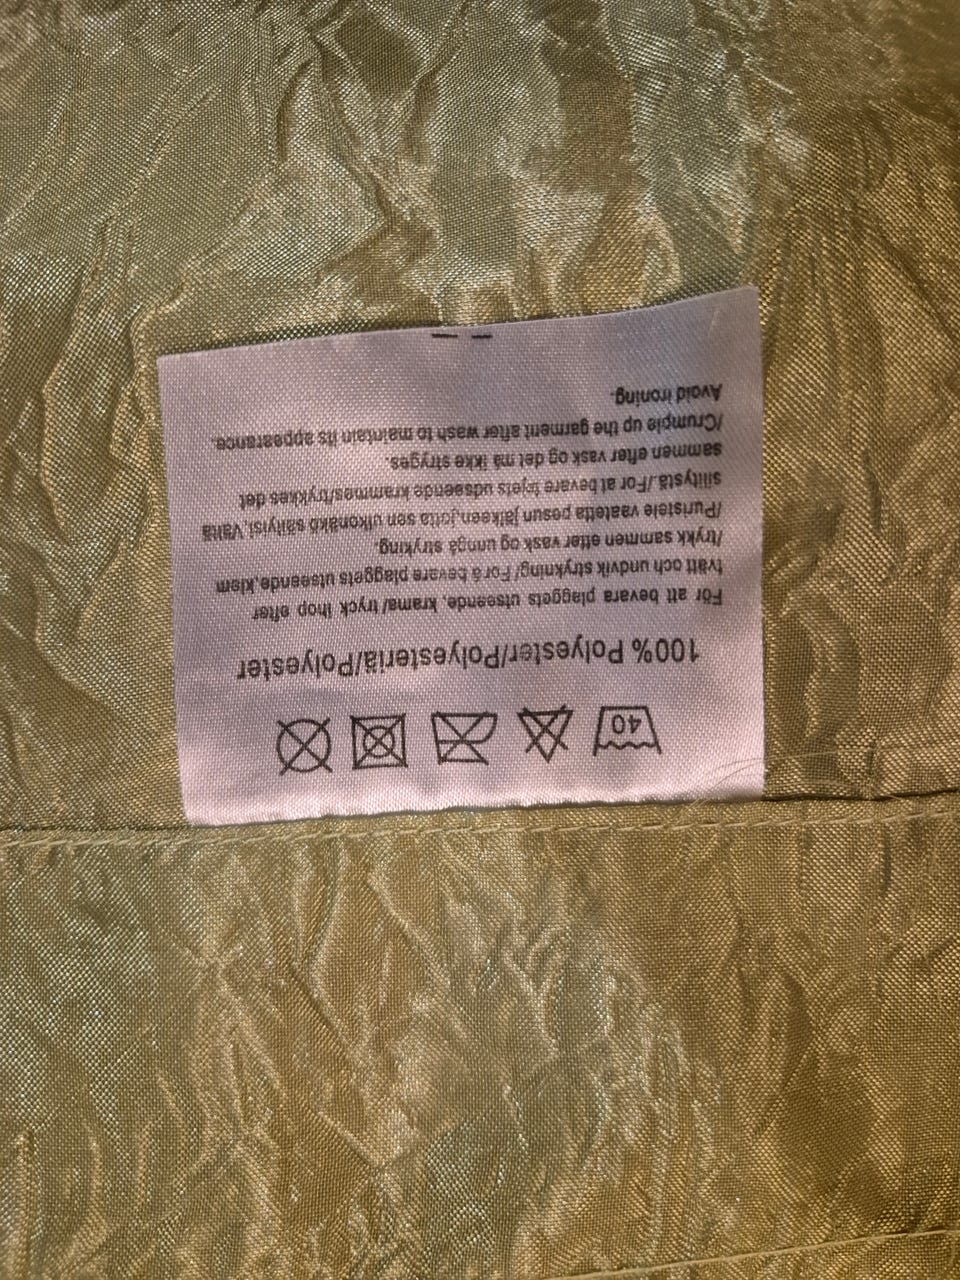 40
100% Polyester/Polyesteriä/Polyester
För att bevara plaggets utseende, krama/tryck ihop efter
tvätt och undvik strykning/For å bevare plaggets utseende,klem
/trykk sammen etter vask og unngå stryking.
/Puristele vaatetta pesun jälkeen,jotta sen ulkonäkö säilyisi,Vältä
silitystä./For at bevare tøjets udseende krammes/trykkes det
sammen efter vask og det må ikke stryges.
/Crumple up the garment after wash to maintain its appearance.
Avoid ironing.